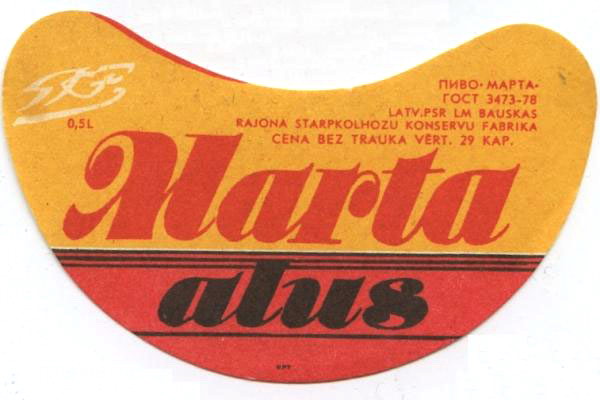 ПИВО·МАРТА·
ГОСТ 3473-78
LATV.PSR LM BAUSKAS
RAJONA STARPKOLHOZU KONSERVU FABRIKA
CENA BEZ TRAUKA VĒRT. 29 KAP.
0,5L
Marta
alus